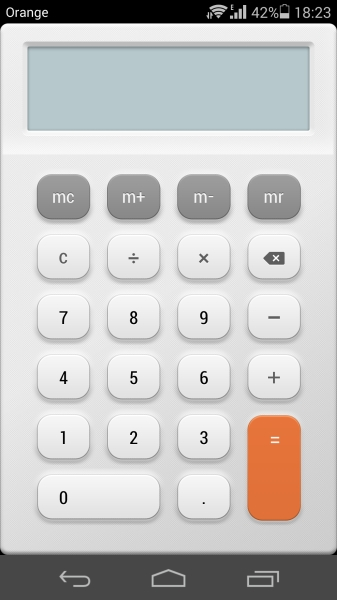 Orange E 42% 18:23
mc m+ m- mr
c ÷ ×
7 8 9 −
4 5 6 +
1 2 3 =
0 .